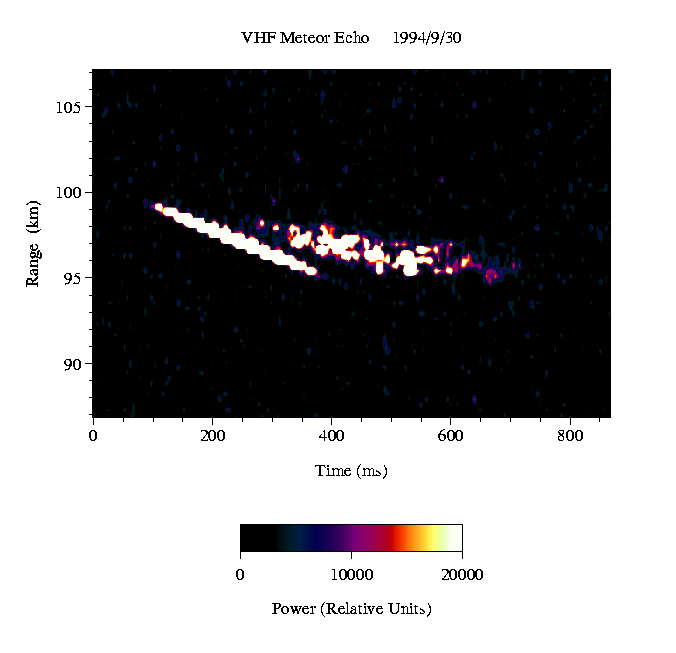 VHF Meteor Echo 1994/9/30
105
100
95
90
Range (km)
0 200 400 600 800
Time (ms)
0 10000 20000
Power (Relative Units)